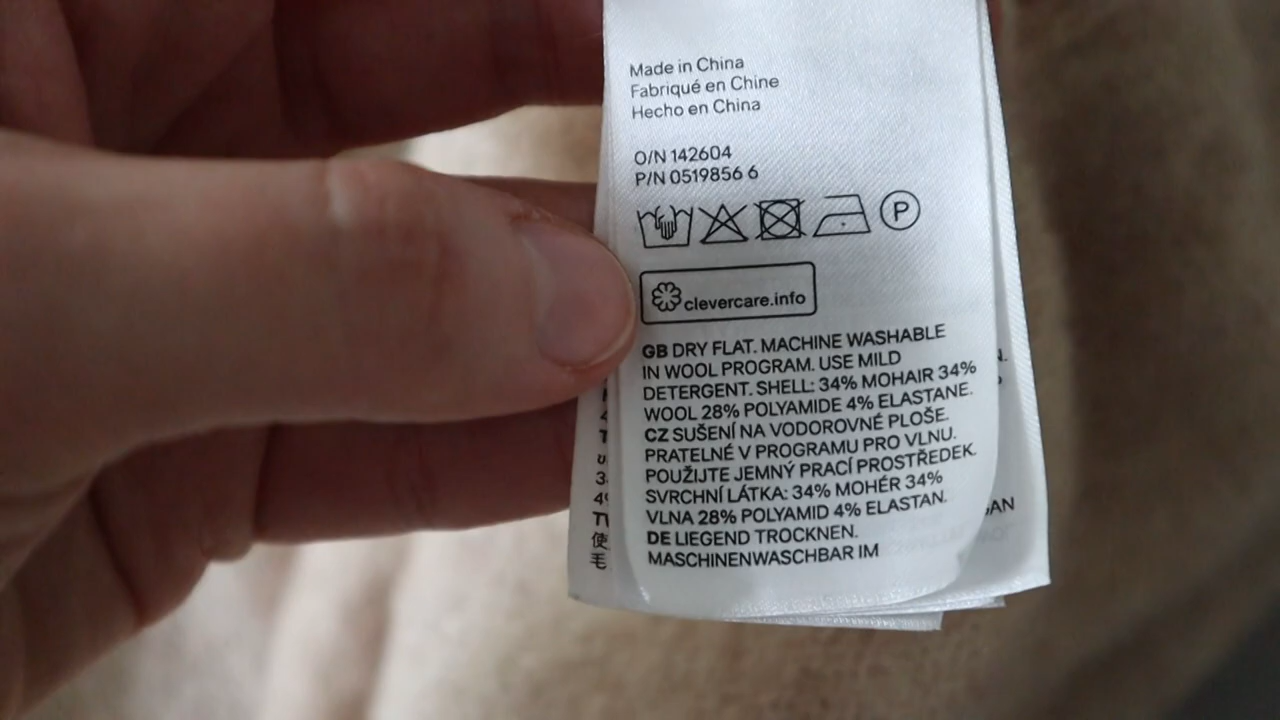 Made in China
Fabriqué en Chine
Hecho en China
O/N 142604
P/N 0519856 6
P
clevercare.info
GB DRY FLAT. MACHINE WASHABLE
IN WOOL PROGRAM. USE MILD
DETERGENT. SHELL: 34% MOHAIR 34%
WOOL 28% POLYAMIDE 4% ELASTANE.
CZ SUŠENÍ NA VODOROVNÉ PLOŠE.
PRATELNÉ V PROGRAMU PRO VLNU.
POUŽIJTE JEMNÝ PRACÍ PROSTŘEDEK.
SVRCHNÍ LÁTKA: 34% MOHÉR 34%
VLNA 28% POLYAMID 4% ELASTAN.
DE LIEGEND TROCKNEN.
MASCHINENWASCHBAR IM
使
毛